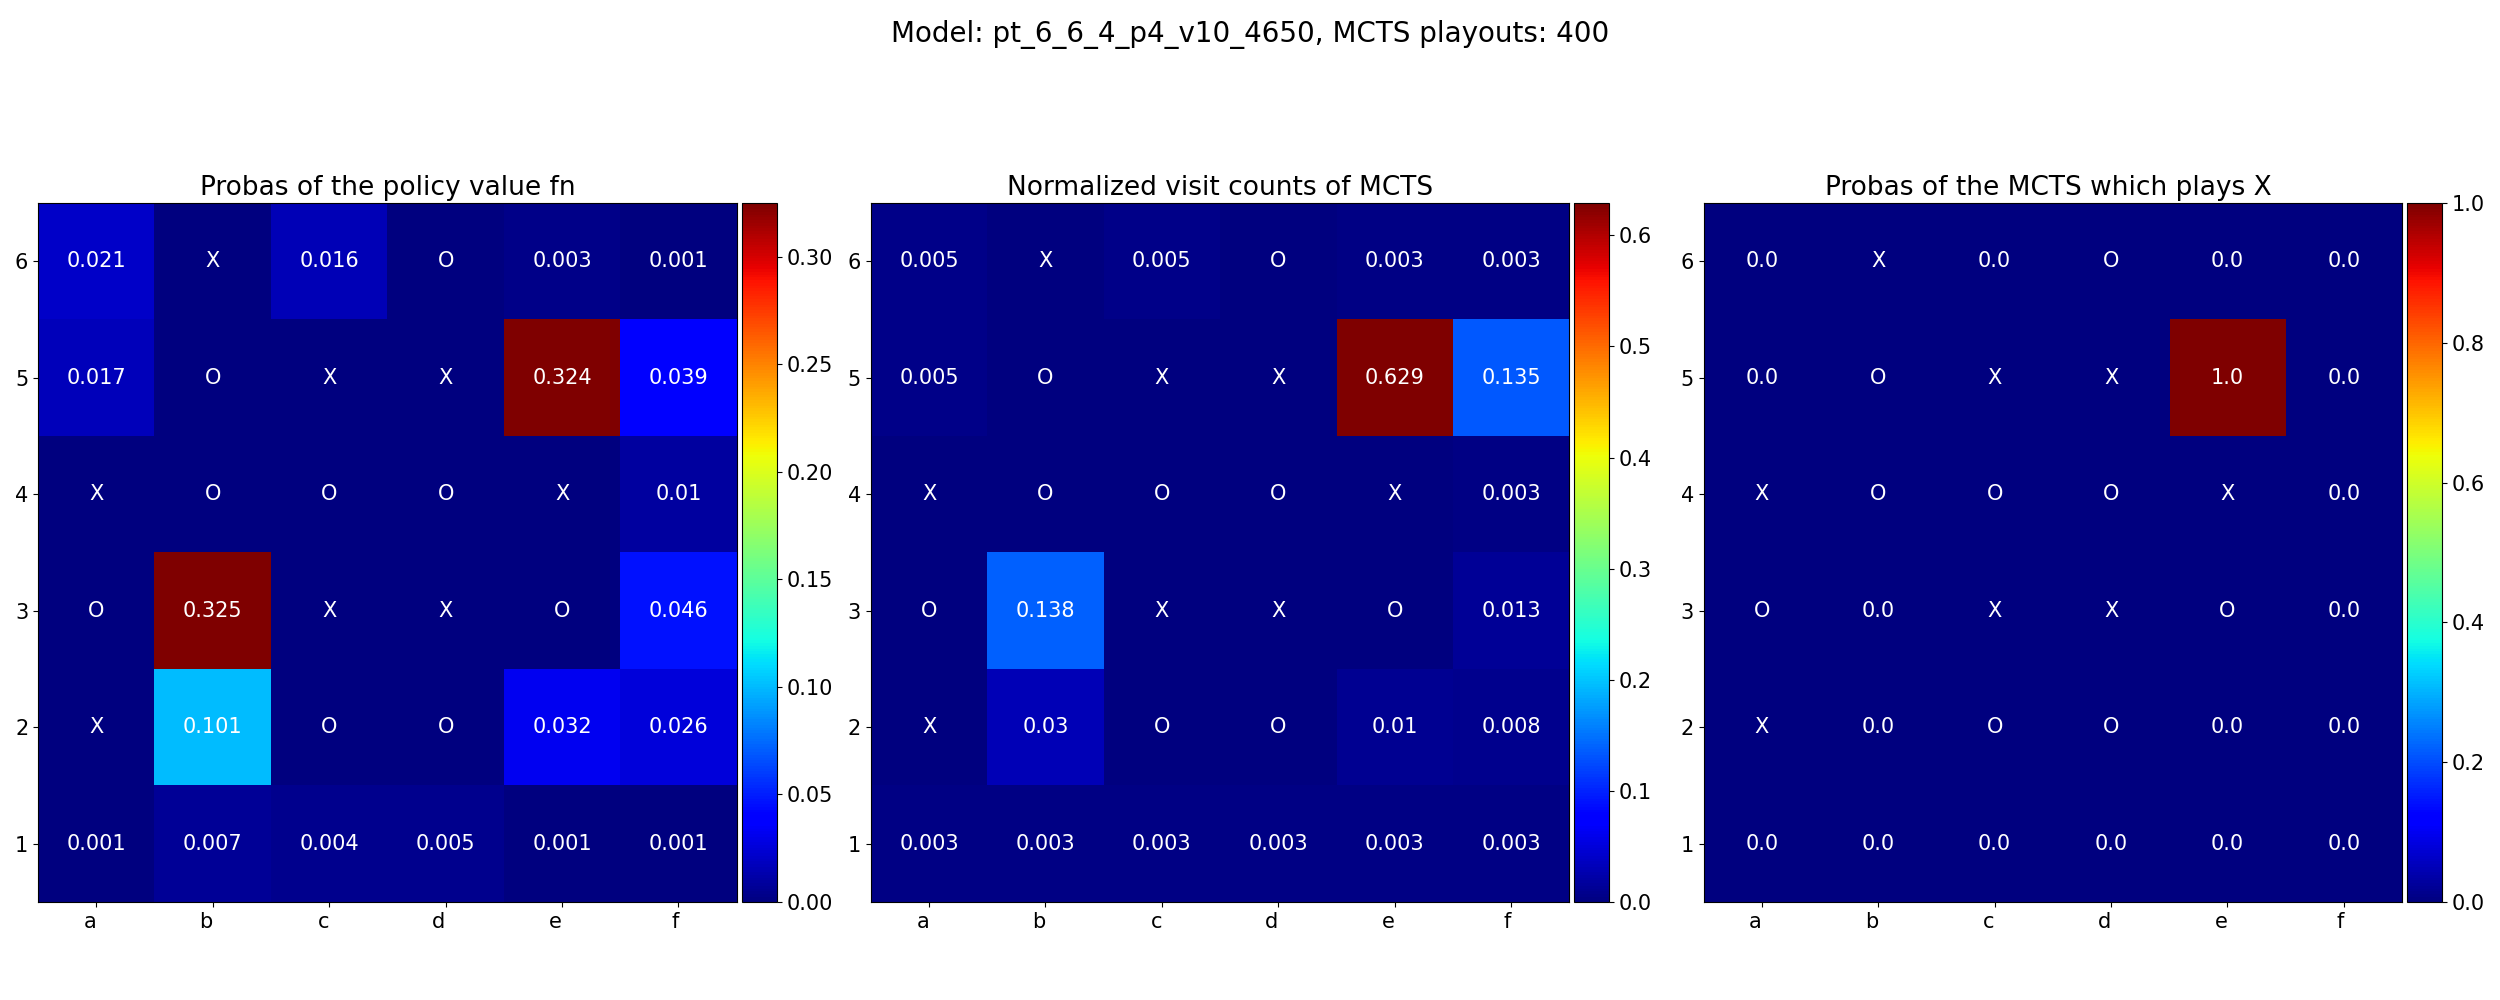 Model: pt_6_6_4_p4_v10_4650, MCTS playouts: 400
Probas of the policy value fn
6 0.021 X 0.016 O 0.003 0.001
5 0.017 O X X 0.324 0.039
4 X O O O X 0.01
3 O 0.325 X X O 0.046
2 X 0.101 O O 0.032 0.026
1 0.001 0.007 0.004 0.005 0.001 0.001
a b c d e f
0.30
0.25
0.20
0.15
0.10
0.05
0.00
Normalized visit counts of MCTS
6 0.005 X 0.005 O 0.003 0.003
5 0.005 O X X 0.629 0.135
4 X O O O X 0.003
3 O 0.138 X X O 0.013
2 X 0.03 O O 0.01 0.008
1 0.003 0.003 0.003 0.003 0.003 0.003
a b c d e f
0.6
0.5
0.4
0.3
0.2
0.1
0.0
Probas of the MCTS which plays X
6 0.0 X 0.0 O 0.0 0.0
5 0.0 O X X 1.0 0.0
4 X O O O X 0.0
3 O 0.0 X X O 0.0
2 X 0.0 O O 0.0 0.0
1 0.0 0.0 0.0 0.0 0.0 0.0
a b c d e f
1.0
0.8
0.6
0.4
0.2
0.0